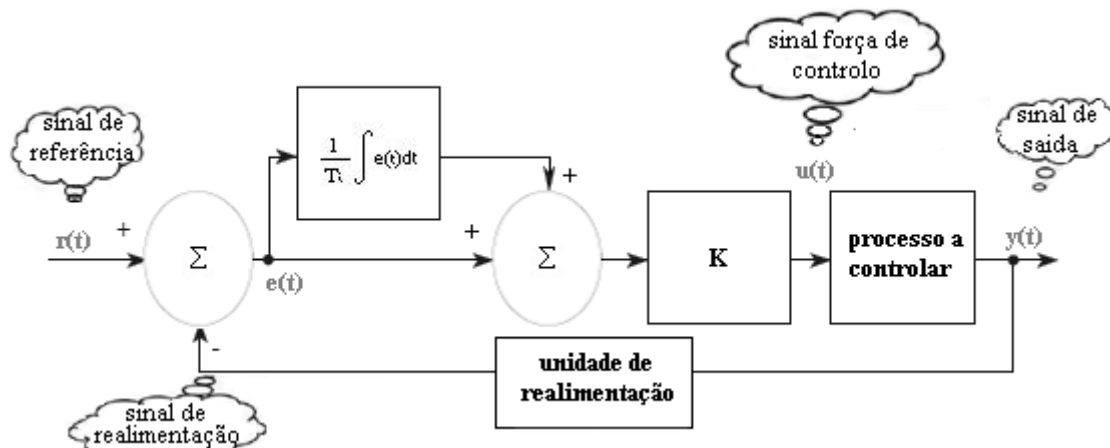 sinal de
referência
r(t)
+
Σ
-
e(t)
1/Ti ∫ e(t)dt
+
+
Σ
K
sinal força de
controlo
u(t)
processo a
controlar
sinal de
saida
y(t)
unidade de
realimentação
sinal de
realimentação